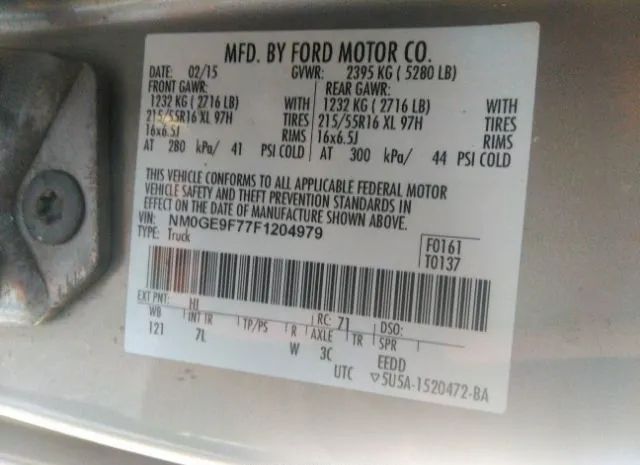 MFD. BY FORD MOTOR CO.
DATE: 02/15 GVWR: 2395 KG ( 5280 LB)
FRONT GAWR: REAR GAWR:
1232 KG ( 2716 LB) WITH 1232 KG ( 2716 LB) WITH
215/55R16 XL 97H TIRES 215/55R16 XL 97H TIRES
16x6.5J RIMS 16x6.5J RIMS
AT 280 kPa/ 41 PSI COLD AT 300 kPa/ 44 PSI COLD
THIS VEHICLE CONFORMS TO ALL APPLICABLE FEDERAL MOTOR
VEHICLE SAFETY AND THEFT PREVENTION STANDARDS IN
EFFECT ON THE DATE OF MANUFACTURE SHOWN ABOVE.
VIN: NM0GE9F77F1204979
TYPE: Truck
F0161
T0137
EXT PNT: HI RC: 71 DSO:
WB INT TR TP/PS R AXLE TR SPR
121 7L W 3C EEDD
UTC ▽5U5A-1520472-BA